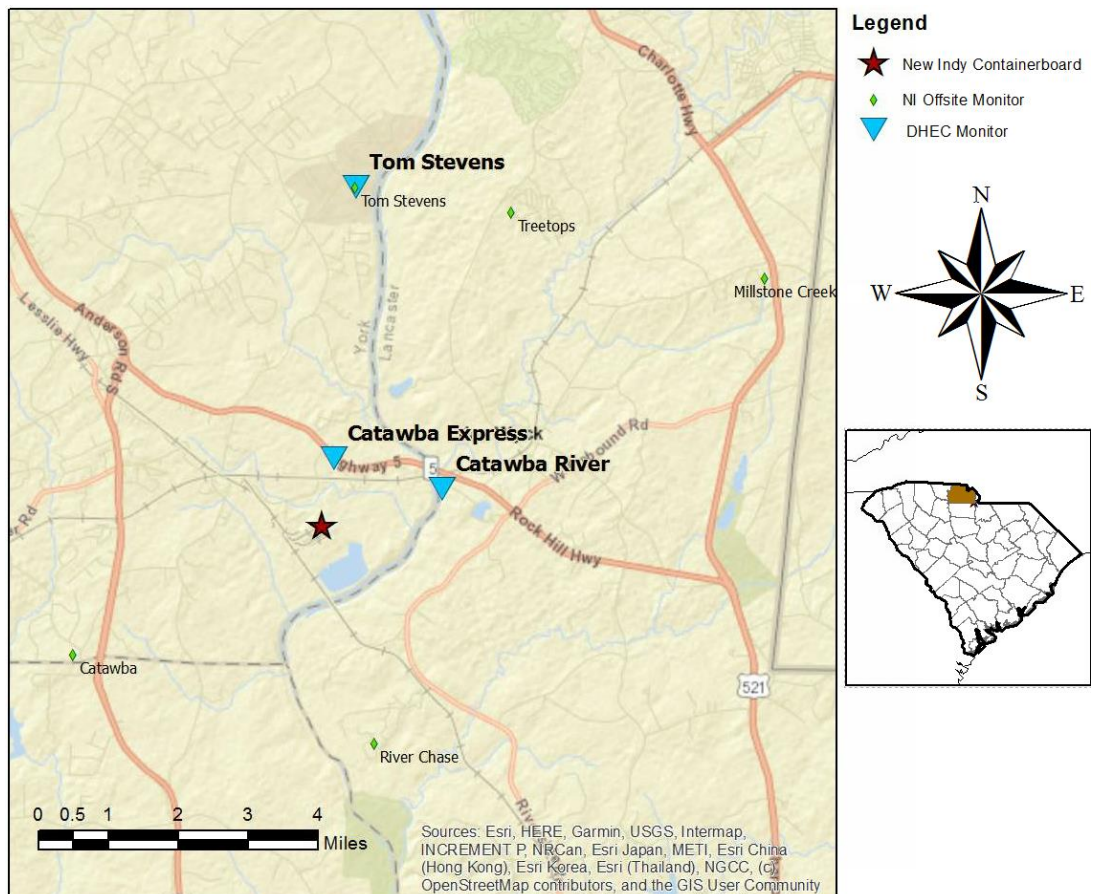 Legend
New Indy Containerboard
NI Offsite Monitor
DHEC Monitor
N
W
E
S
Charlotte Hwy
Tom Stevens
Tom Stevens
Treetops
Millstone Creek
York
Lancaster
Lesslie Hwy
Anderson Rd S
Catawba Express
Highway 5
5
Catawba River
Rock Hill Hwy
Catawba
521
River Chase
0 0.5 1 2 3 4
Miles
Sources: Esri, HERE, Garmin, USGS, Intermap,
INCREMENT P, NRCan, Esri Japan, METI, Esri China
(Hong Kong), Esri Korea, Esri (Thailand), NGCC, (c)
OpenStreetMap contributors, and the GIS User Community